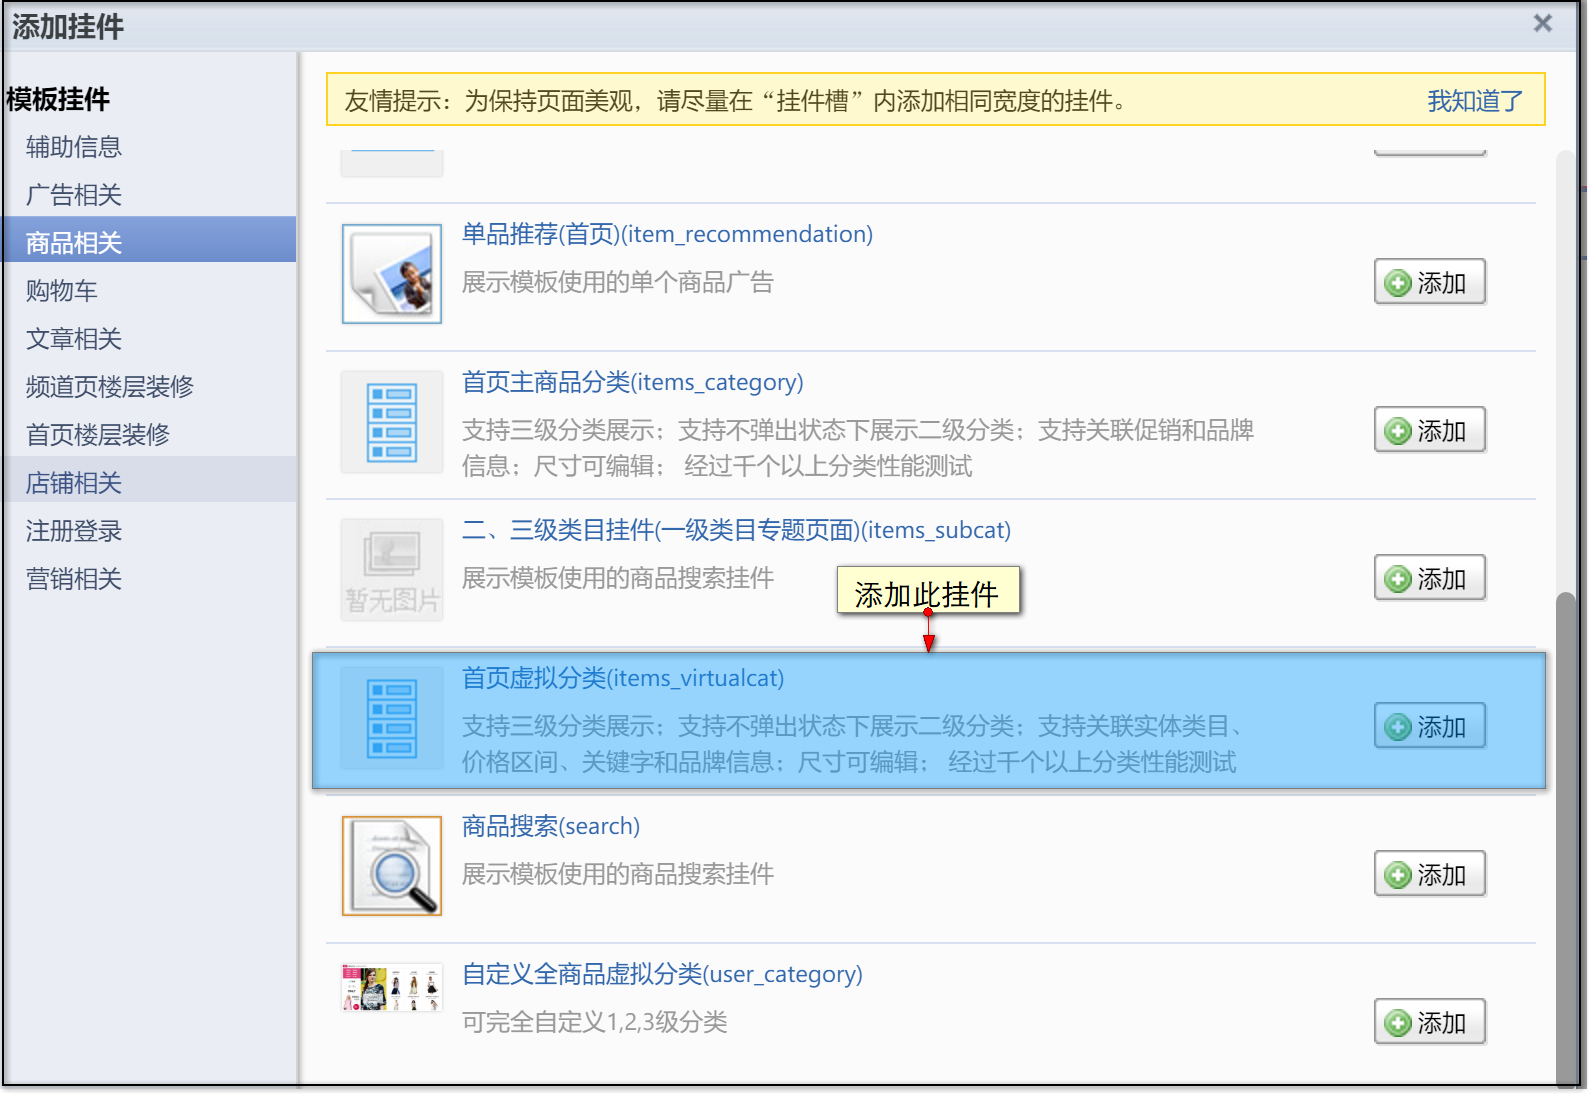 添加挂件
模板挂件
辅助信息
广告相关
商品相关
购物车
文章相关
频道页楼层装修
首页楼层装修
店铺相关
注册登录
营销相关
友情提示：为保持页面美观，请尽量在“挂件槽”内添加相同宽度的挂件。 我知道了
单品推荐(首页)(item_recommendation)
展示模板使用的单个商品广告
添加
首页主商品分类(items_category)
支持三级分类展示；支持不弹出状态下展示二级分类；支持关联促销和品牌
信息；尺寸可编辑； 经过千个以上分类性能测试
添加
暂无图片
二、三级类目挂件(一级类目专题页面)(items_subcat)
展示模板使用的商品搜索挂件
添加
添加此挂件
首页虚拟分类(items_virtualcat)
支持三级分类展示；支持不弹出状态下展示二级分类；支持关联实体类目、
价格区间、关键字和品牌信息；尺寸可编辑； 经过千个以上分类性能测试
添加
商品搜索(search)
展示模板使用的商品搜索挂件
添加
自定义全商品虚拟分类(user_category)
可完全自定义1,2,3级分类
添加